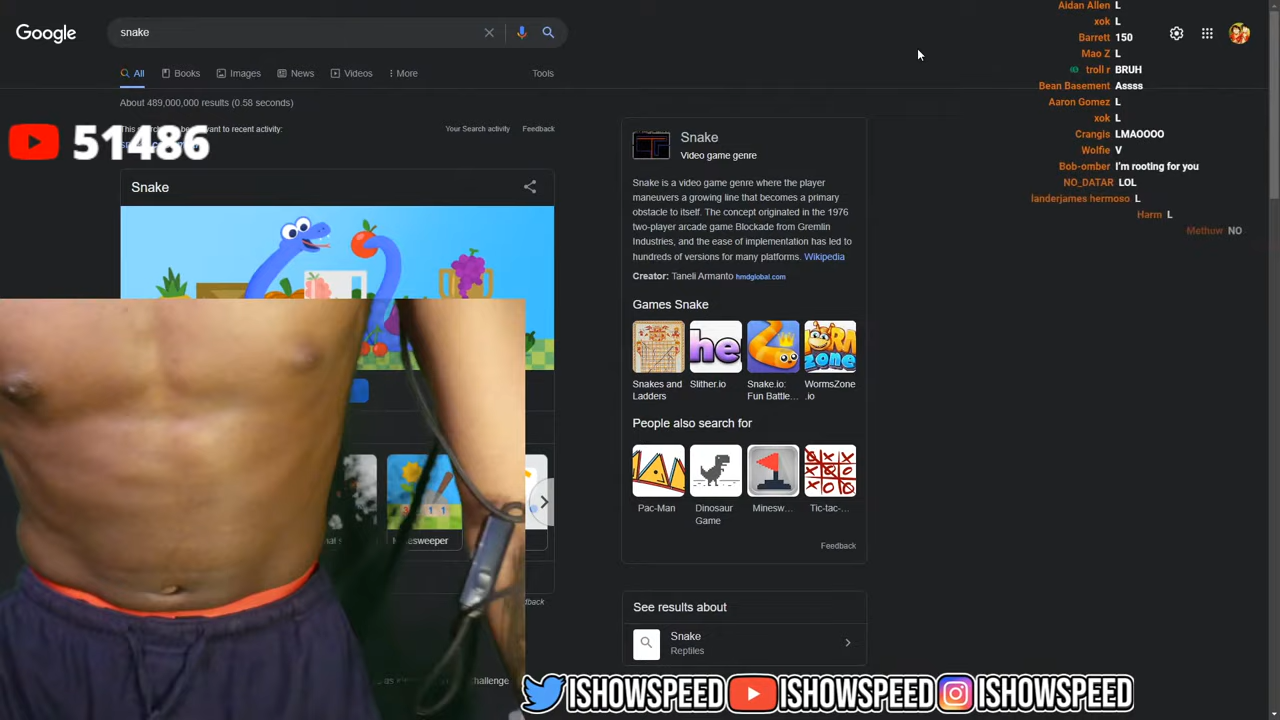 Google
snake
All
Books
Images
News
Videos
More
Tools
About 489,000,000 results (0.58 seconds)
Your Search activity
Feedback
51486
Snake
Snake
Video game genre
Snake is a video game genre where the player
maneuvers a growing line that becomes a primary
obstacle to itself. The concept originated in the 1976
two-player arcade game Blockade from Gremlin
Industries, and the ease of implementation has led to
hundreds of versions for many platforms. Wikipedia
Creator: Taneli Armanto hmdglobal.com
Games Snake
Snakes and
Ladders
Slither.io
Snake.io:
Fun Battle...
WormsZone
.io
People also search for
Pac-Man
Dinosaur
Game
Minesw...
Tic-tac-...
Feedback
See results about
Snake
Reptiles
Aidan Allen L
xok L
Barrett 150
Mao Z L
troll r BRUH
Bean Basement Assss
Aaron Gomez L
xok L
Crangis LMAOOOO
Wolfie V
Bob-omber I'm rooting for you
NO_DATAR LOL
landerjames hermoso L
Harm L
Methuw NO
ISHOWSPEED
ISHOWSPEED
ISHOWSPEED